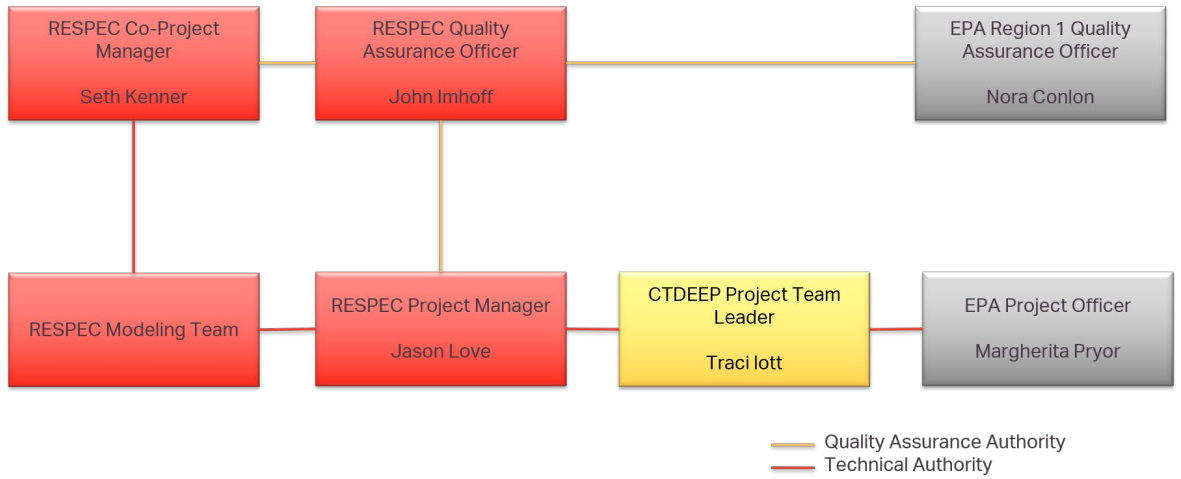 RESPEC Co-Project
Manager
Seth Kenner
RESPEC Quality
Assurance Officer
John Imhoff
EPA Region 1 Quality
Assurance Officer
Nora Conlon
RESPEC Modeling Team
RESPEC Project Manager
Jason Love
CTDEEP Project Team
Leader
Traci lott
EPA Project Officer
Margherita Pryor
Quality Assurance Authority
Technical Authority